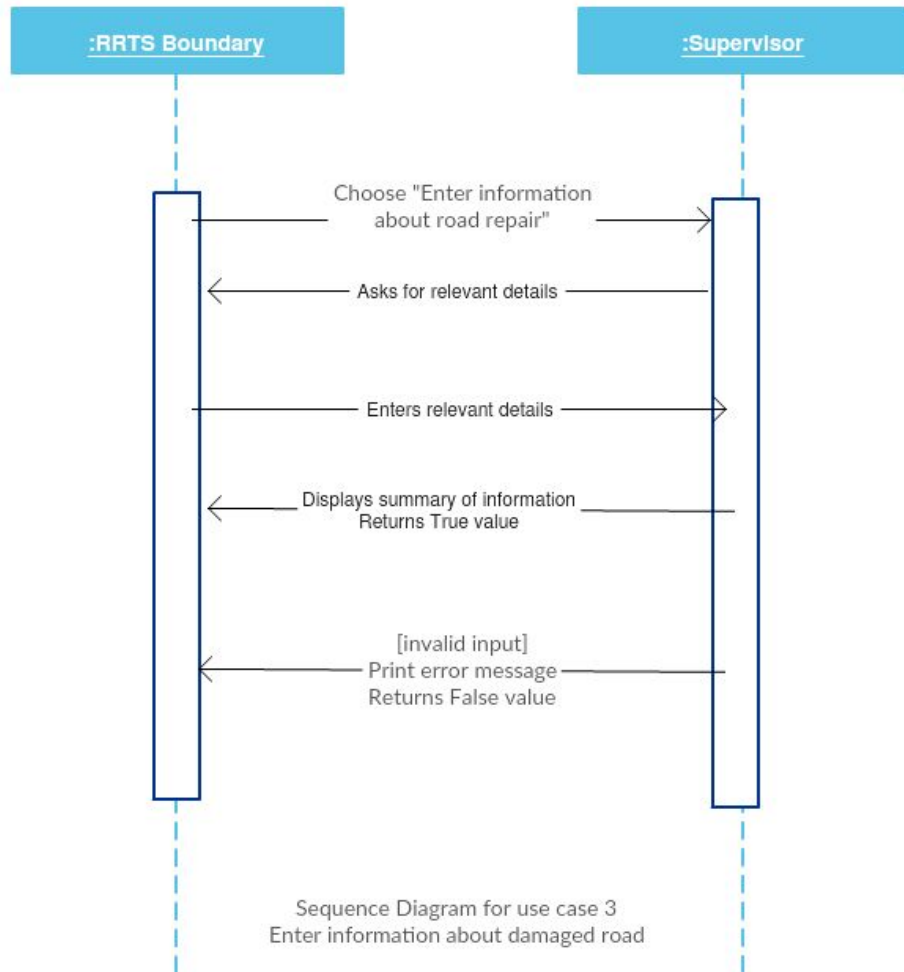 :RRTS Boundary
:Supervisor
Choose "Enter information
about road repair"
Asks for relevant details
Enters relevant details
Displays summary of information
Returns True value
[invalid input]
Print error message
Returns False value
Sequence Diagram for use case 3
Enter information about damaged road